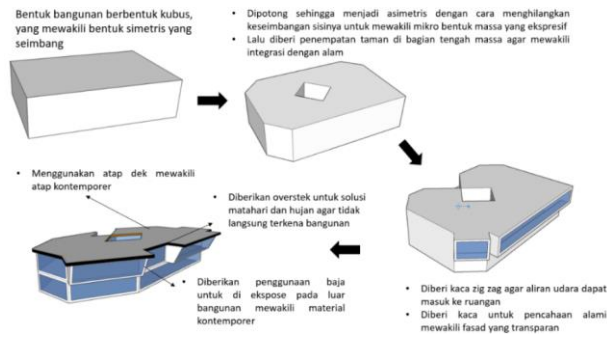 Bentuk bangunan berbentuk kubus,
yang mewakili bentuk simetris yang
seimbang
• Dipotong sehingga menjadi asimetris dengan cara menghilangkan
keseimbangan sisinya untuk mewakili mikro bentuk massa yang ekspresif
• Lalu diberi penempatan taman di bagian tengah massa agar mewakili
integrasi dengan alam
• Menggunakan atap dek mewakili
atap kontemporer
• Diberikan overstek untuk solusi
matahari dan hujan agar tidak
langsung terkena bangunan
• Diberikan penggunaan baja
untuk di ekspose pada luar
bangunan mewakili material
kontemporer
• Diberi kaca zig zag agar aliran udara dapat
masuk ke ruangan
• Diberi kaca untuk pencahaan alami
mewakili fasad yang transparan